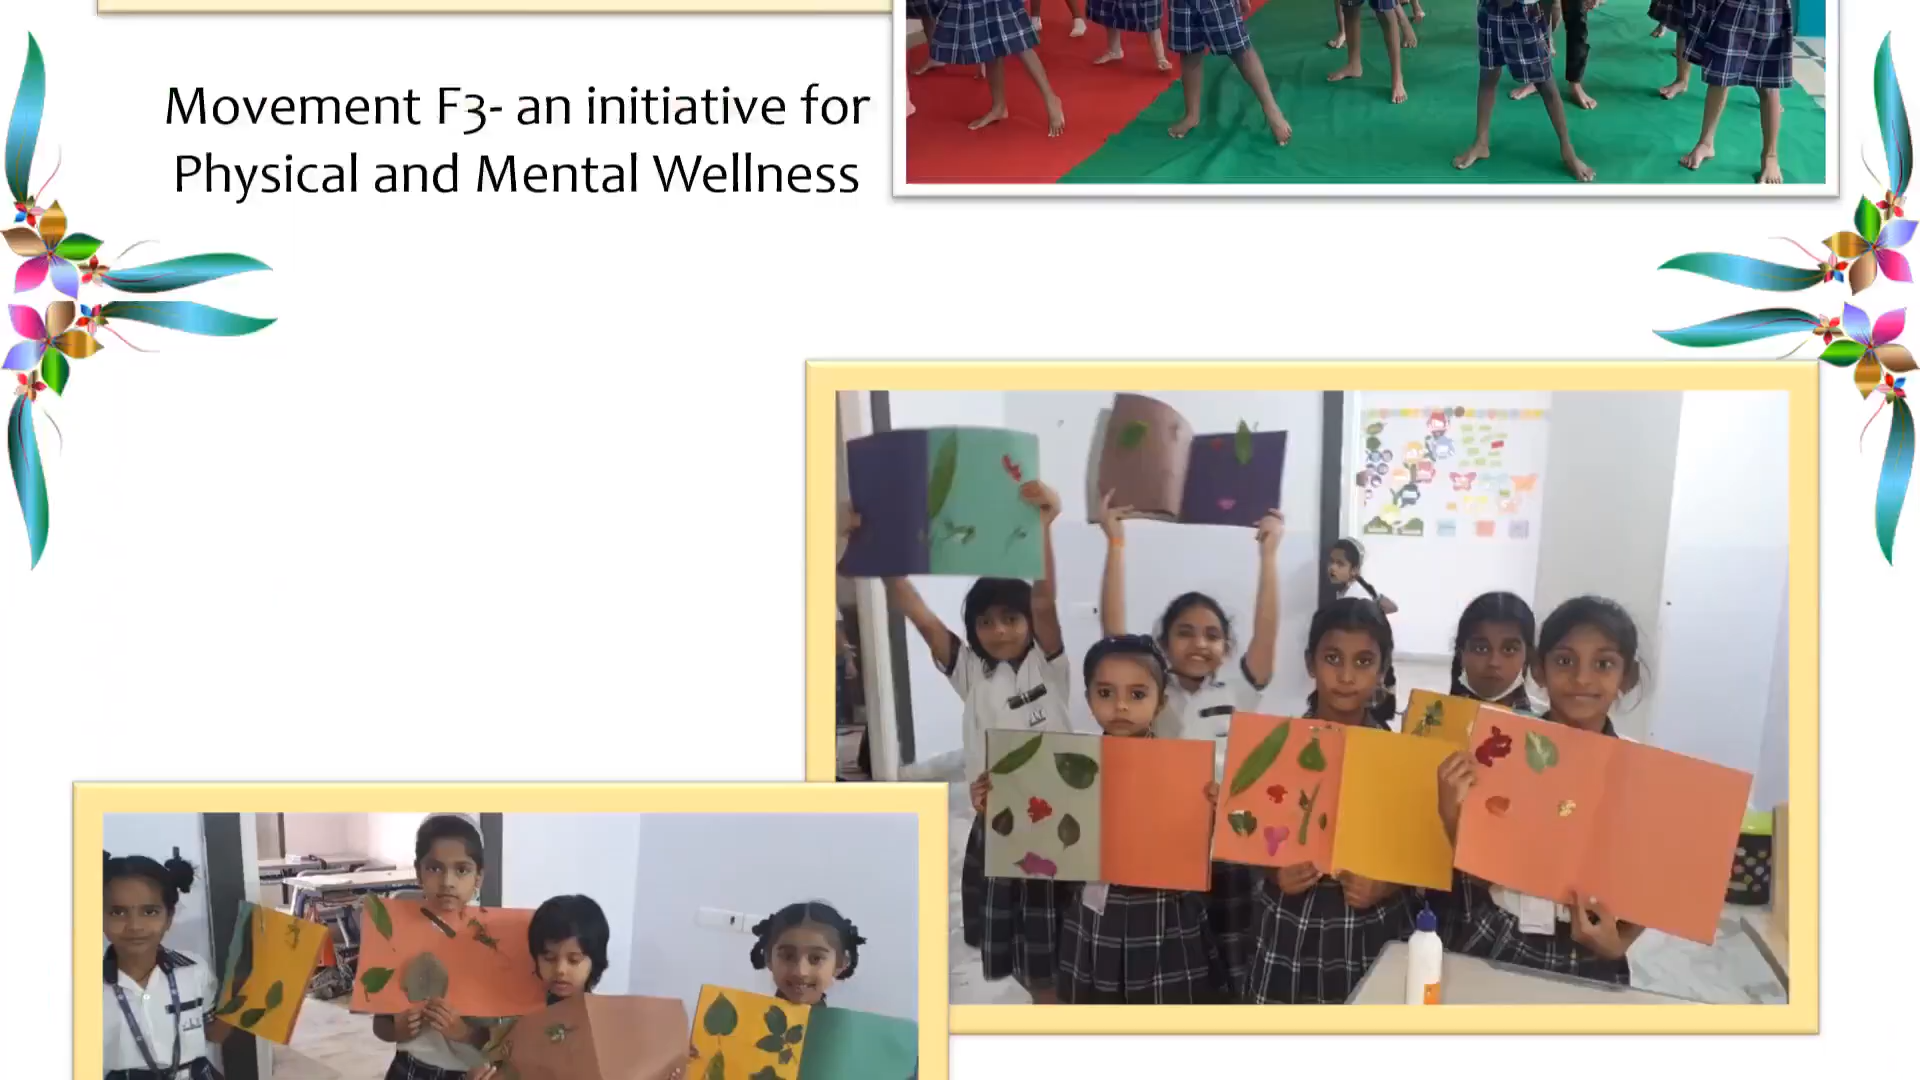 Movement F3- an initiative for
Physical and Mental Wellness